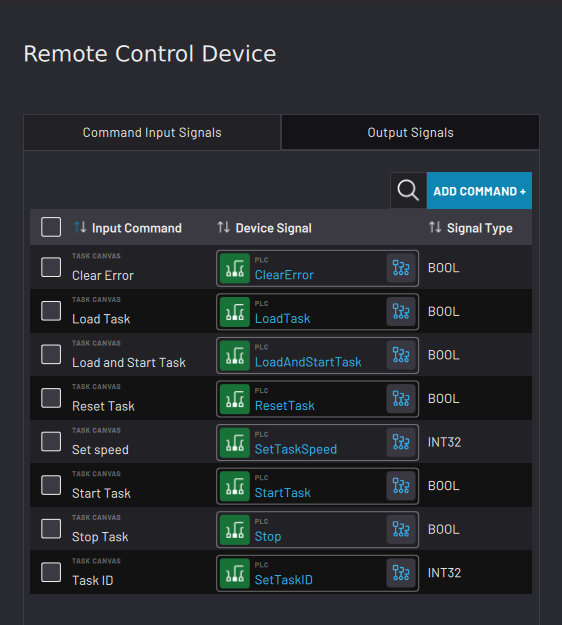 Remote Control Device
Command Input Signals
Output Signals
ADD COMMAND +
Input Command
Device Signal
Signal Type
TASK CANVAS
Clear Error
PLC
ClearError
BOOL
TASK CANVAS
Load Task
PLC
LoadTask
BOOL
TASK CANVAS
Load and Start Task
PLC
LoadAndStartTask
BOOL
TASK CANVAS
Reset Task
PLC
ResetTask
BOOL
TASK CANVAS
Set speed
PLC
SetTaskSpeed
INT32
TASK CANVAS
Start Task
PLC
StartTask
BOOL
TASK CANVAS
Stop Task
PLC
Stop
BOOL
TASK CANVAS
Task ID
PLC
SetTaskID
INT32